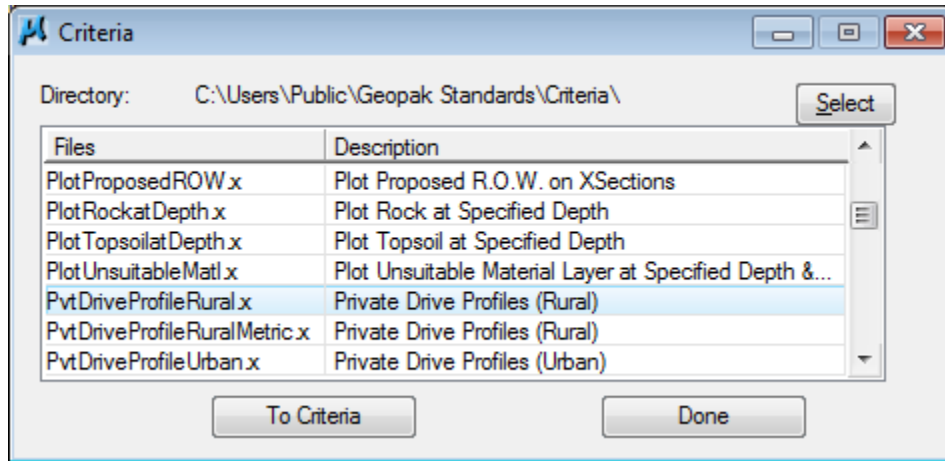 Criteria
Directory: C:\Users\Public\Geopak Standards\Criteria\ Select
Files Description
PlotProposedROW.x Plot Proposed R.O.W. on XSections
PlotRockatDepth.x Plot Rock at Specified Depth
PlotTopsoilatDepth.x Plot Topsoil at Specified Depth
PlotUnsuitableMatl.x Plot Unsuitable Material Layer at Specified Depth &...
PvtDriveProfileRural.x Private Drive Profiles (Rural)
PvtDriveProfileRuralMetric.x Private Drive Profiles (Rural)
PvtDriveProfileUrban.x Private Drive Profiles (Urban)
To Criteria Done